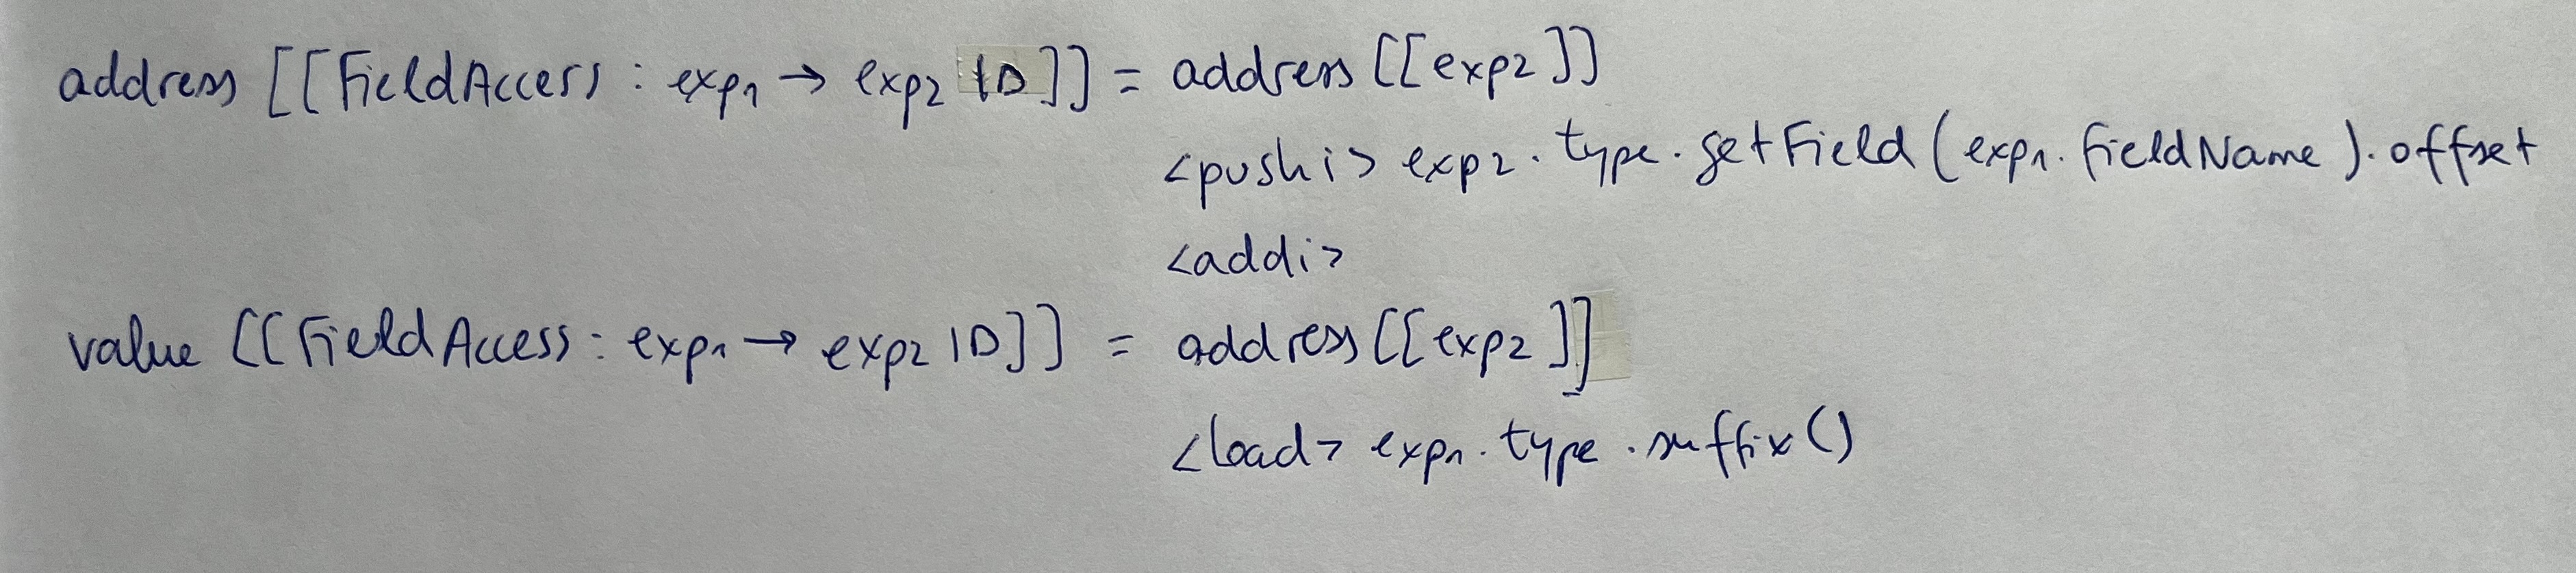 address [[FieldAccess: exp1 → exp2 ID]] = address[[exp2]]
<pushi> exp2.type.getField(exp1.fieldName).offset
<addi>
value [[FieldAccess: exp1 → exp2 ID]] = address[[exp2]]
<load> exp1.type.suffix()